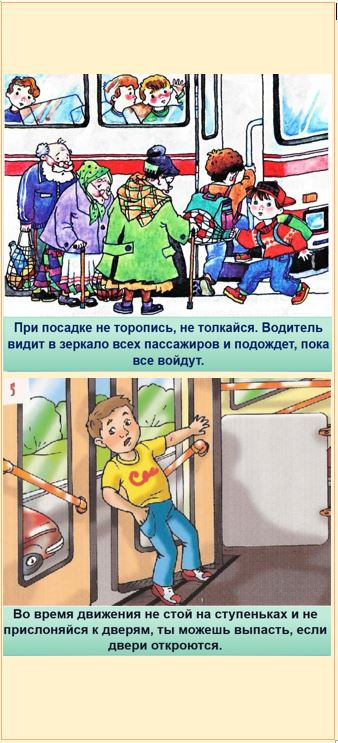 При посадке не торопись, не толкайся. Водитель
видит в зеркало всех пассажиров и подождет, пока
все войдут.
5
Во время движения не стой на ступеньках и не
прислоняйся к дверям, ты можешь выпасть, если
двери откроются.